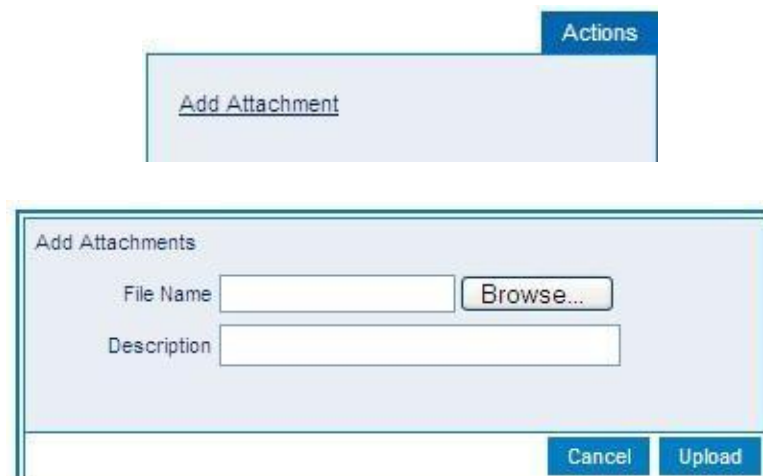 Actions
Add Attachment
Add Attachments
File Name Browse...
Description
Cancel Upload